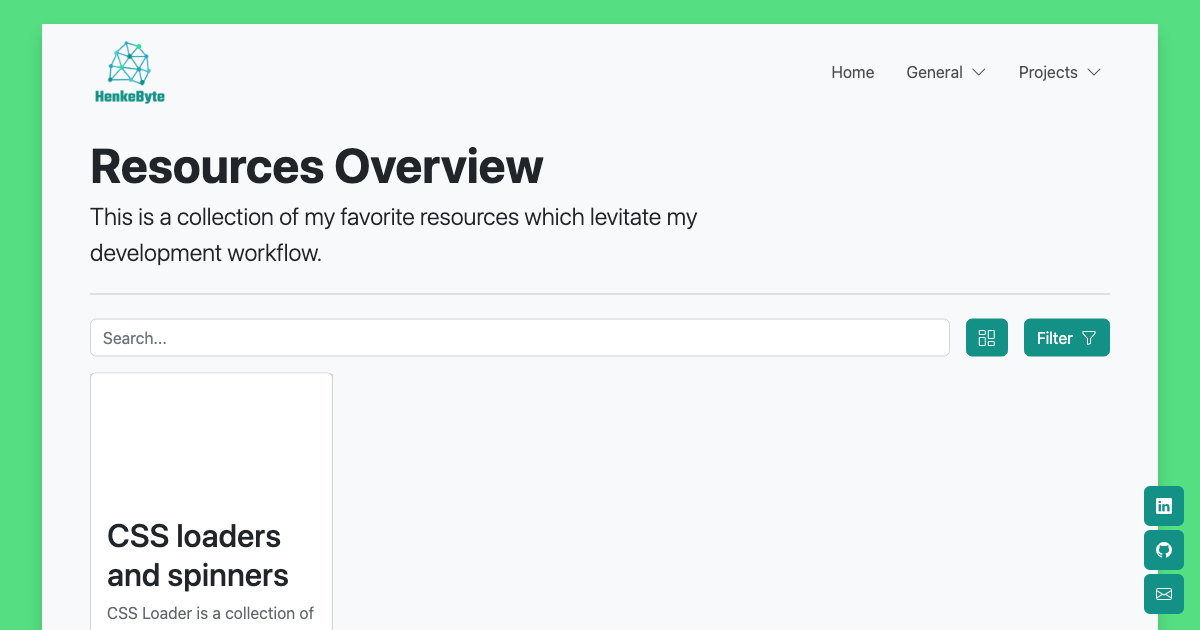 HenkeByte
Home
General
Projects
Resources Overview
This is a collection of my favorite resources which levitate my
development workflow.
Search...
Filter
CSS loaders
and spinners
CSS Loader is a collection of